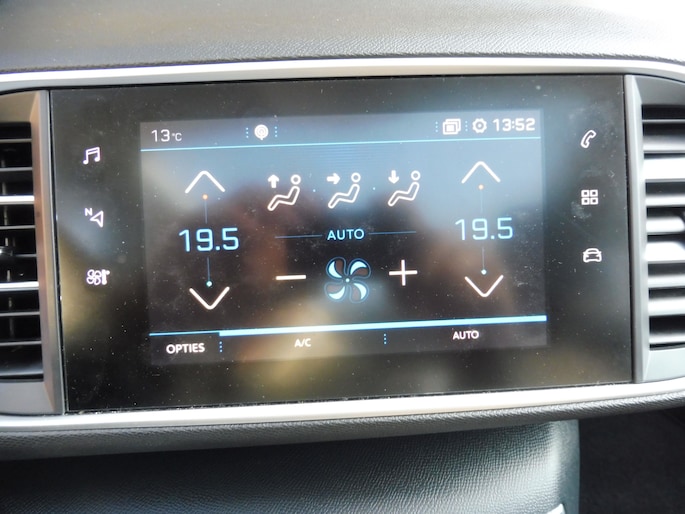 13°C 13:52
N
19.5 AUTO 19.5
OPTIES A/C AUTO